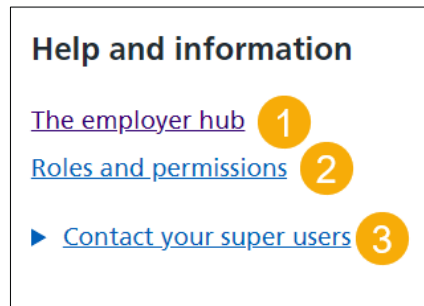 Help and information
The employer hub 1
Roles and permissions 2
Contact your super users 3